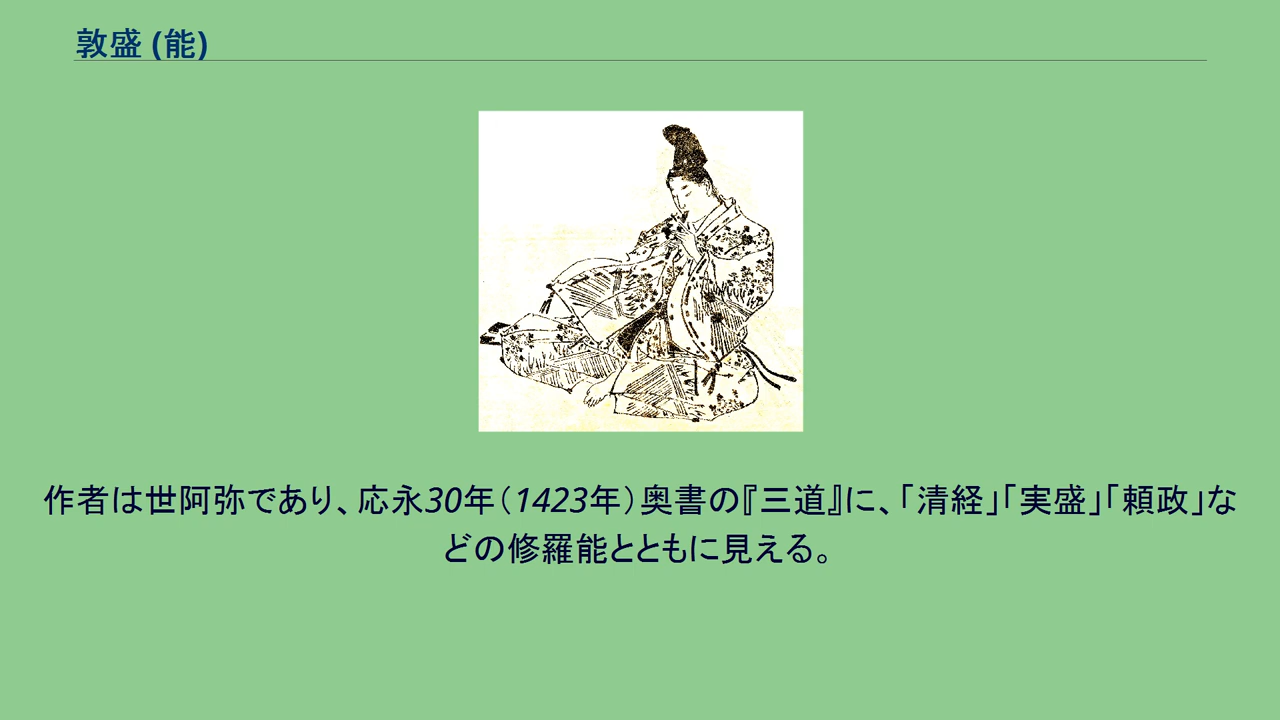 敦盛 (能)
作者は世阿弥であり、応永30年（1423年）奥書の『三道』に、「清経」「実盛」「頼政」な
どの修羅能とともに見える。